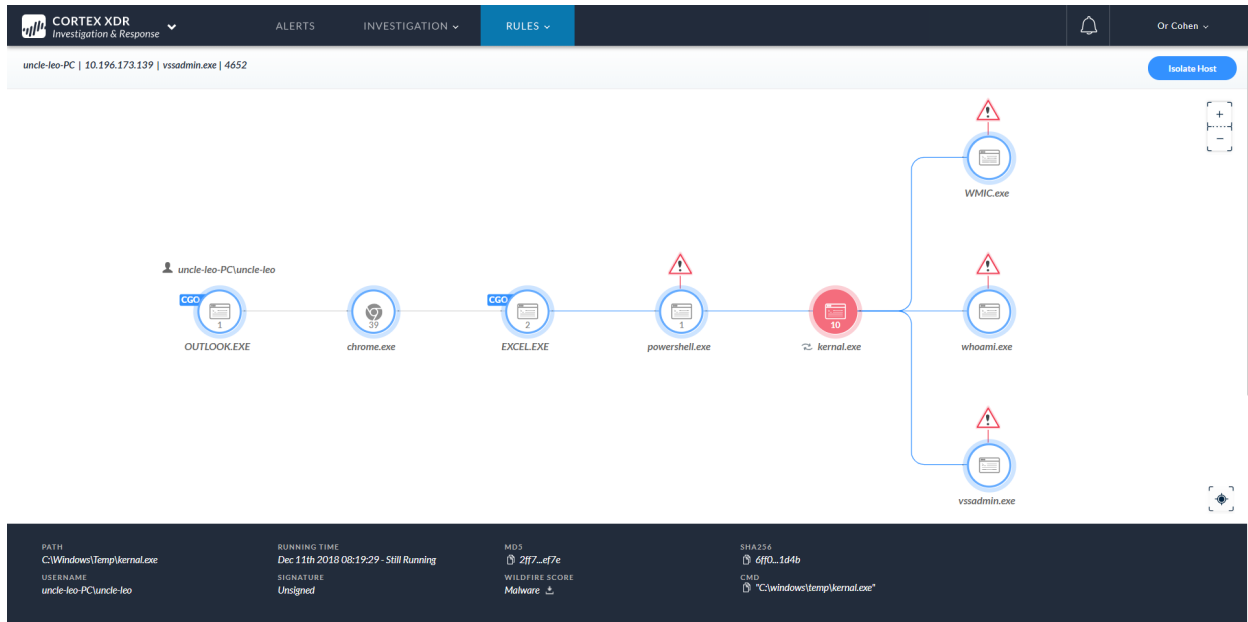 CORTEX XDR
Investigation & Response
ALERTS
INVESTIGATION
RULES
Or Cohen
uncle-leo-PC | 10.196.173.139 | vssadmin.exe | 4652
Isolate Host
WMIC.exe
uncle-leo-PC\uncle-leo
CGO
1
OUTLOOK.EXE
39
chrome.exe
CGO
2
EXCEL.EXE
1
powershell.exe
10
kernal.exe
whoami.exe
vssadmin.exe
PATH
C:\Windows\Temp\kernal.exe
RUNNING TIME
Dec 11th 2018 08:19:29 - Still Running
MD5
2ff7...ef7e
SHA256
6ff0...1d4b
USERNAME
uncle-leo-PC\uncle-leo
SIGNATURE
Unsigned
WILDFIRE SCORE
Malware
CMD
"C:\windows\temp\kernal.exe"